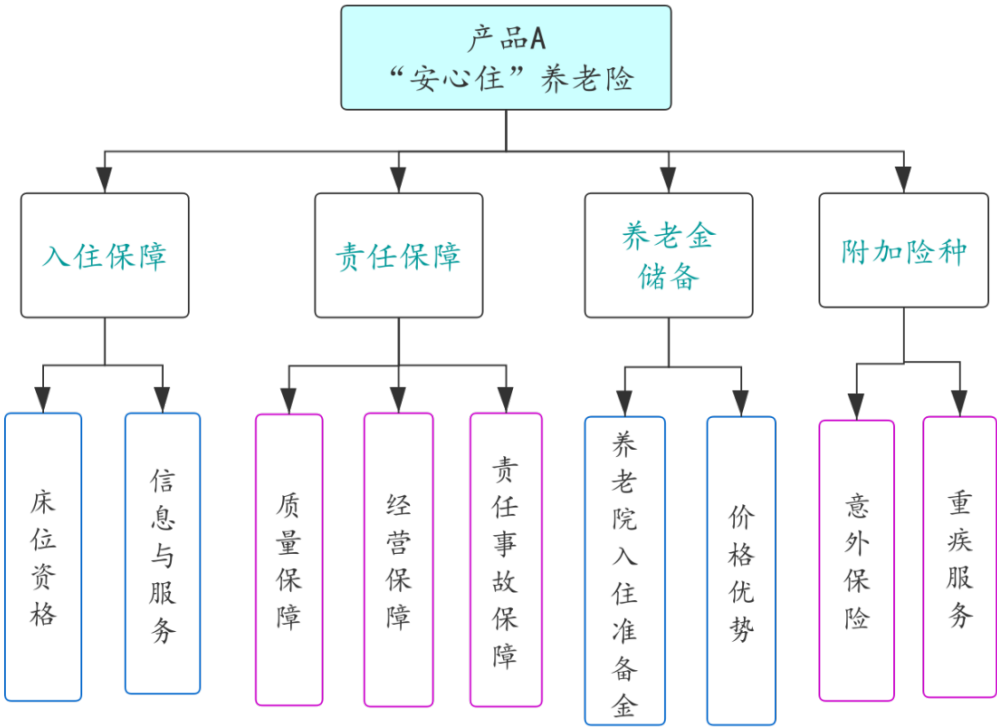 产品A
“安心住”养老险
入住保障
责任保障
养老金
储备
附加险种
床位资格
信息与服务
质量保障
经营保障
责任事故保障
养老院入住准备金
价格优势
意外保险
重疾服务